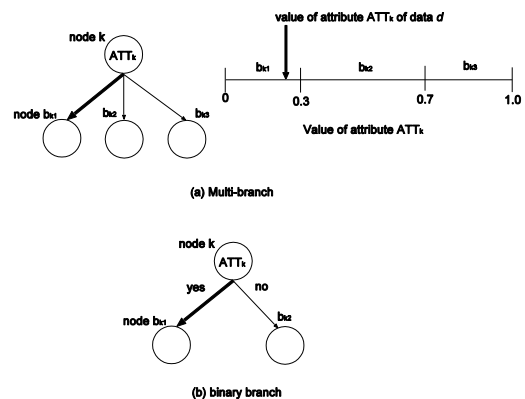 node k
ATTk
node bk1
bk2
bk3
value of attribute ATTk of data d
bk1
bk2
bk3
0
0.3
0.7
1.0
Value of attribute ATTk
(a) Multi-branch
node k
ATTk
yes
no
node bk1
bk2
(b) binary branch